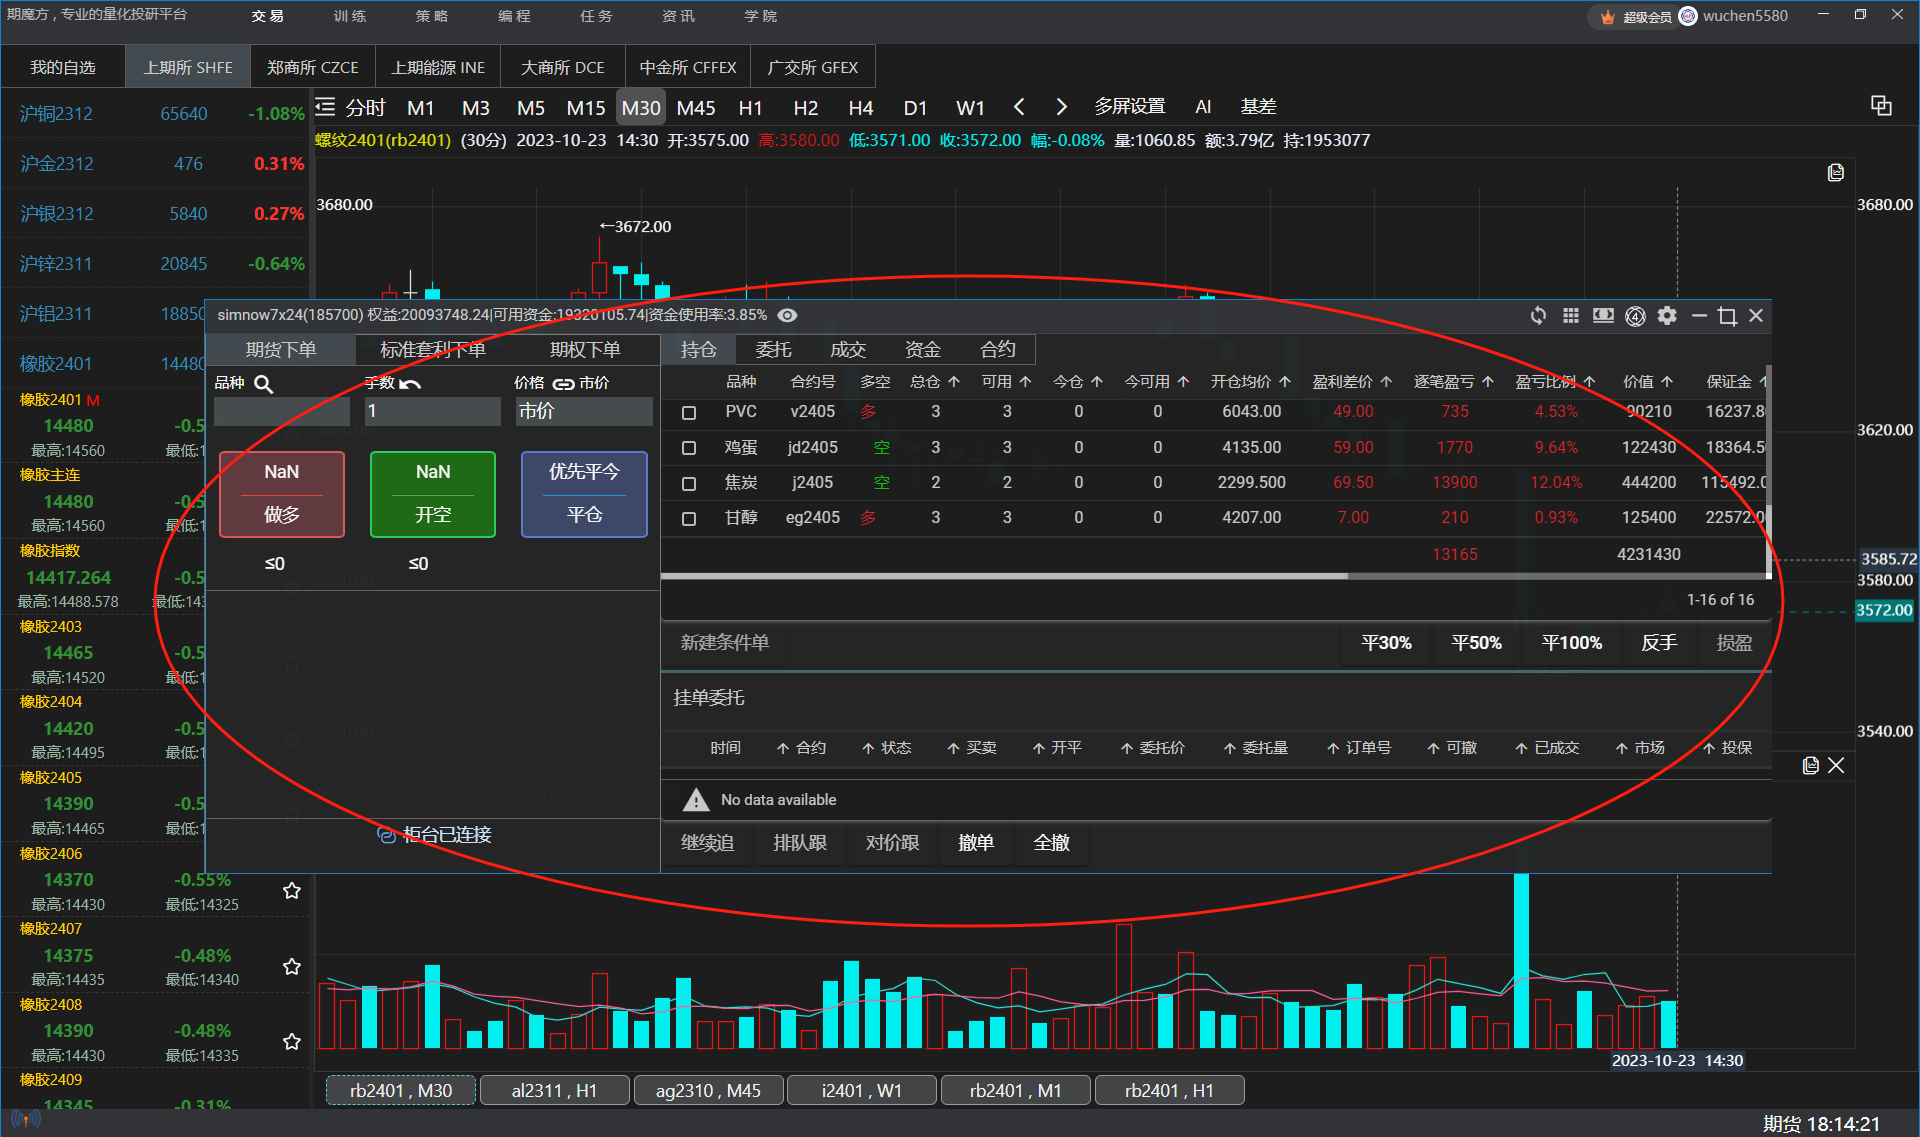 期魔方 , 专业的量化投研平台 交易 训练 策略 编程 任务 资讯 学院 超级会员 wuchen5580
我的自选 上期所 SHFE 郑商所 CZCE 上期能源 INE 大商所 DCE 中金所 CFFEX 广交所 GFEX
沪铜2312 65640 -1.08%
沪金2312 476 0.31%
沪银2312 5840 0.27%
沪锌2311 20845 -0.64%
沪铝2311 18850
橡胶2401 14480
橡胶2401 M
14480 -0.5
最高:14560 最低:1
橡胶主连
14480 -0.5
最高:14560 最低:1
橡胶指数
14417.264 -0.5
最高:14488.578 最低:14
橡胶2403
14465 -0.5
最高:14520 最低:
橡胶2404
14420 -0.5
最高:14495 最低:
橡胶2405
14390 -0.5
最高:14465 最低:
橡胶2406
14370 -0.55%
最高:14430 最低:14325
橡胶2407
14375 -0.48%
最高:14435 最低:14340
橡胶2408
14390 -0.48%
最高:14430 最低:14335
橡胶2409
14345 -0.31%
分时 M1 M3 M5 M15 M30 M45 H1 H2 H4 D1 W1 多屏设置 AI 基差
螺纹2401(rb2401) (30分) 2023-10-23 14:30 开:3575.00 高:3580.00 低:3571.00 收:3572.00 幅:-0.08% 量:1060.85 额:3.79亿 持:1953077
3680.00 3680.00
←3672.00
3620.00
3585.72
3580.00
3572.00
3540.00
simnow7x24(185700) 权益:20093748.24|可用资金:19320105.74|资金使用率:3.85%
期货下单 标准套利下单 期权下单
品种 手数 价格 市价
1 市价
NaN NaN 优先平今
做多 开空 平仓
≤0 ≤0
柜台已连接
持仓 委托 成交 资金 合约
品种 合约号 多空 总仓 可用 今仓 今可用 开仓均价 盈利差价 逐笔盈亏 盈亏比例 价值 保证金
PVC v2405 多 3 3 0 0 6043.00 49.00 735 4.53% 90210 16237.8
鸡蛋 jd2405 空 3 3 0 0 4135.00 59.00 1770 9.64% 122430 18364.5
焦炭 j2405 空 2 2 0 0 2299.500 69.50 13900 12.04% 444200 115492.0
甘醇 eg2405 多 3 3 0 0 4207.00 7.00 210 0.93% 125400 22572.0
13165 4231430
1-16 of 16
新建条件单 平30% 平50% 平100% 反手 损盈
挂单委托
时间 合约 状态 买卖 开平 委托价 委托量 订单号 可撤 已成交 市场 投保
No data available
继续追 排队跟 对价跟 撤单 全撤
2023-10-23 14:30
rb2401 , M30 al2311 , H1 ag2310 , M45 i2401 , W1 rb2401 , M1 rb2401 , H1
期货 18:14:21